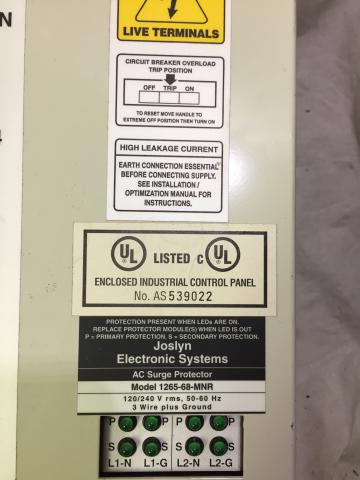 N
LIVE TERMINALS
CIRCUIT BREAKER OVERLOAD
TRIP POSITION
OFF TRIP ON
TO RESET MOVE HANDLE TO
EXTREME OFF POSITION THEN TURN ON
HIGH LEAKAGE CURRENT
EARTH CONNECTION ESSENTIAL
BEFORE CONNECTING SUPPLY.
SEE INSTALLATION /
OPTIMIZATION MANUAL FOR
INSTRUCTIONS.
UL ® LISTED C UL ®
ENCLOSED INDUSTRIAL CONTROL PANEL
No. AS 539022
PROTECTION PRESENT WHEN LEDs ARE ON.
REPLACE PROTECTOR MODULE(S) WHEN LED IS OUT
P = PRIMARY PROTECTION, S = SECONDARY PROTECTION.
Joslyn
Electronic Systems
AC Surge Protector
Model 1265-68-MNR
120/240 V rms, 50-60 Hz
3 Wire plus Ground
P P P P
S S S S
L1-N L1-G L2-N L2-G